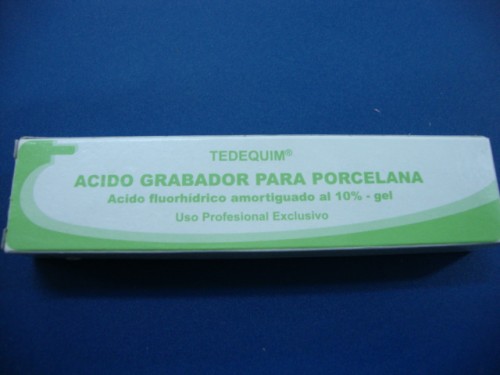 TEDEQUIM®
ACIDO GRABADOR PARA PORCELANA
Acido fluorhídrico amortiguado al 10% - gel
Uso Profesional Exclusivo